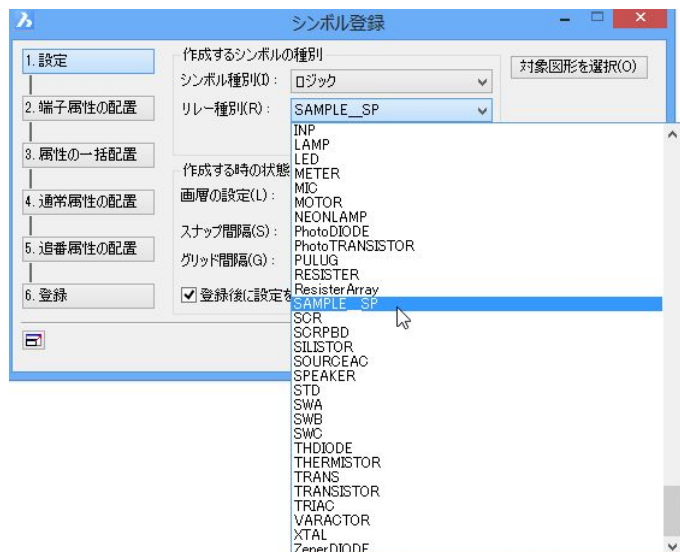 シンボル登録
1. 設定
2. 端子属性の配置
3. 属性の一括配置
4. 通常属性の配置
5. 追番属性の配置
6. 登録
作成するシンボルの種別
シンボル種別(I)： ロジック
リレー種別(R)： SAMPLE__SP
対象図形を選択(O)
作成する時の状態
画層の設定(L)：
スナップ間隔(S)：
グリッド間隔(G)：
登録後に設定を
INP
LAMP
LED
METER
MIC
MOTOR
NEONLAMP
PhotoDIODE
PhotoTRANSISTOR
PULUG
RESISTER
ResisterArray
SAMPLE__SP
SCR
SCRPBD
SILISTOR
SOURCEAC
SPEAKER
STD
SWA
SWB
SWC
THDIODE
THERMISTOR
TRANS
TRANSISTOR
TRIAC
VARACTOR
XTAL
ZenerDIODE